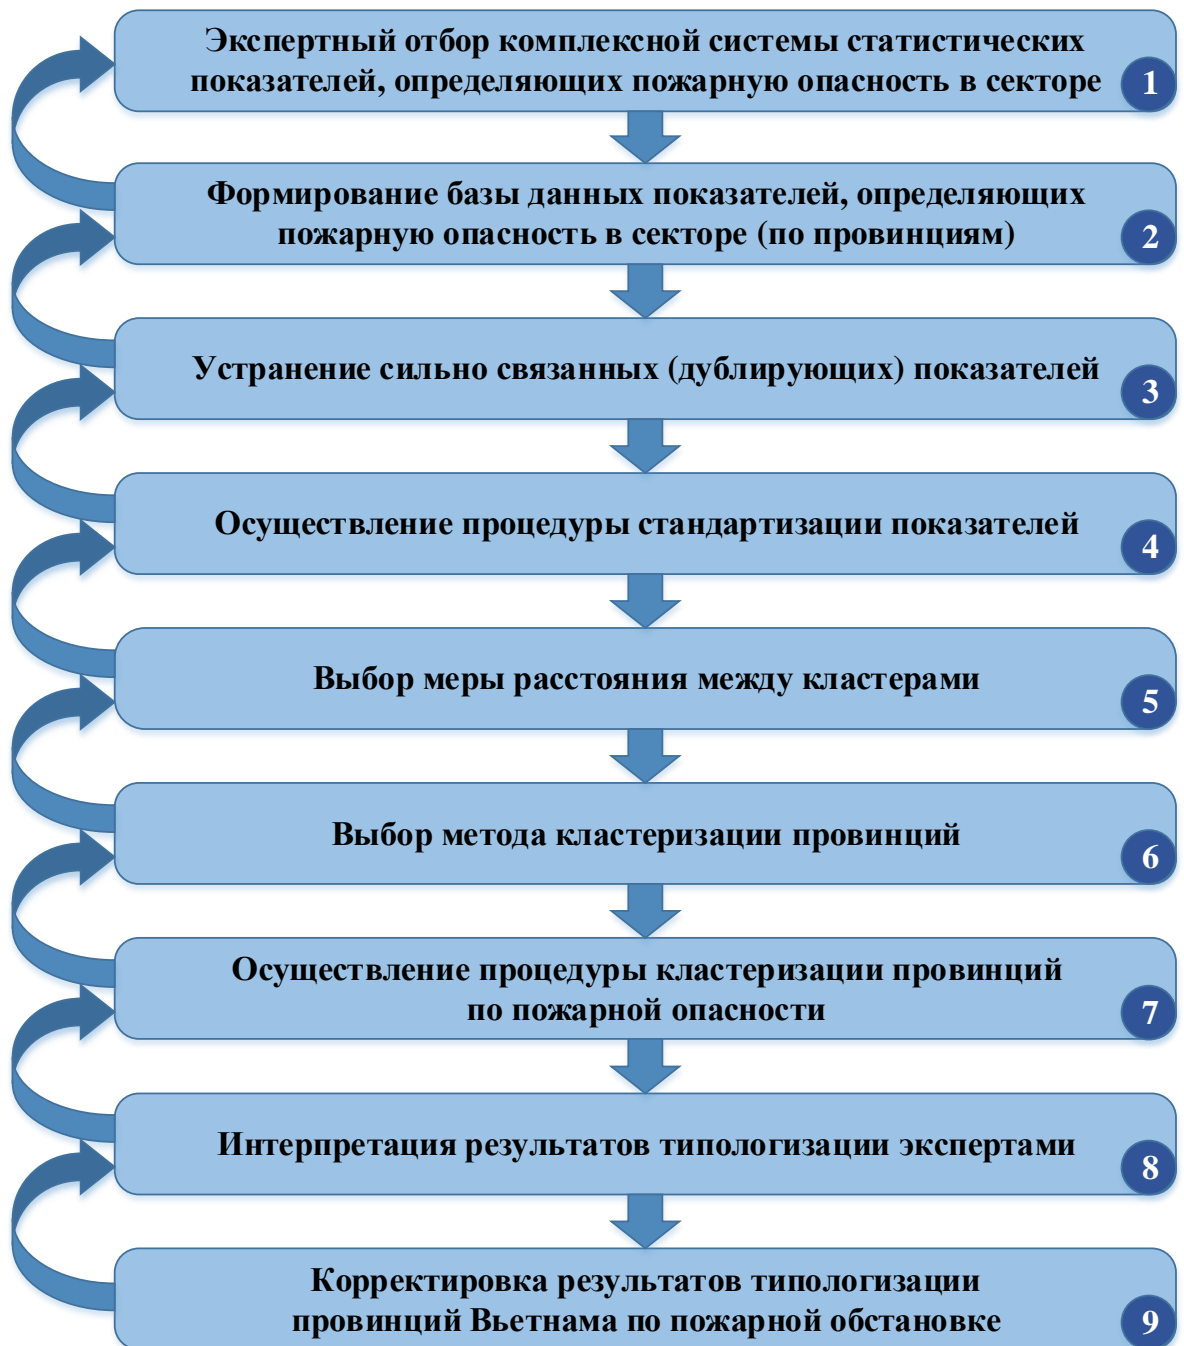 Экспертный отбор комплексной системы статистических
показателей, определяющих пожарную опасность в секторе
1
Формирование базы данных показателей, определяющих
пожарную опасность в секторе (по провинциям)
2
Устранение сильно связанных (дублирующих) показателей
3
Осуществление процедуры стандартизации показателей
4
Выбор меры расстояния между кластерами
5
Выбор метода кластеризации провинций
6
Осуществление процедуры кластеризации провинций
по пожарной опасности
7
Интерпретация результатов типологизации экспертами
8
Корректировка результатов типологизации
провинций Вьетнама по пожарной обстановке
9